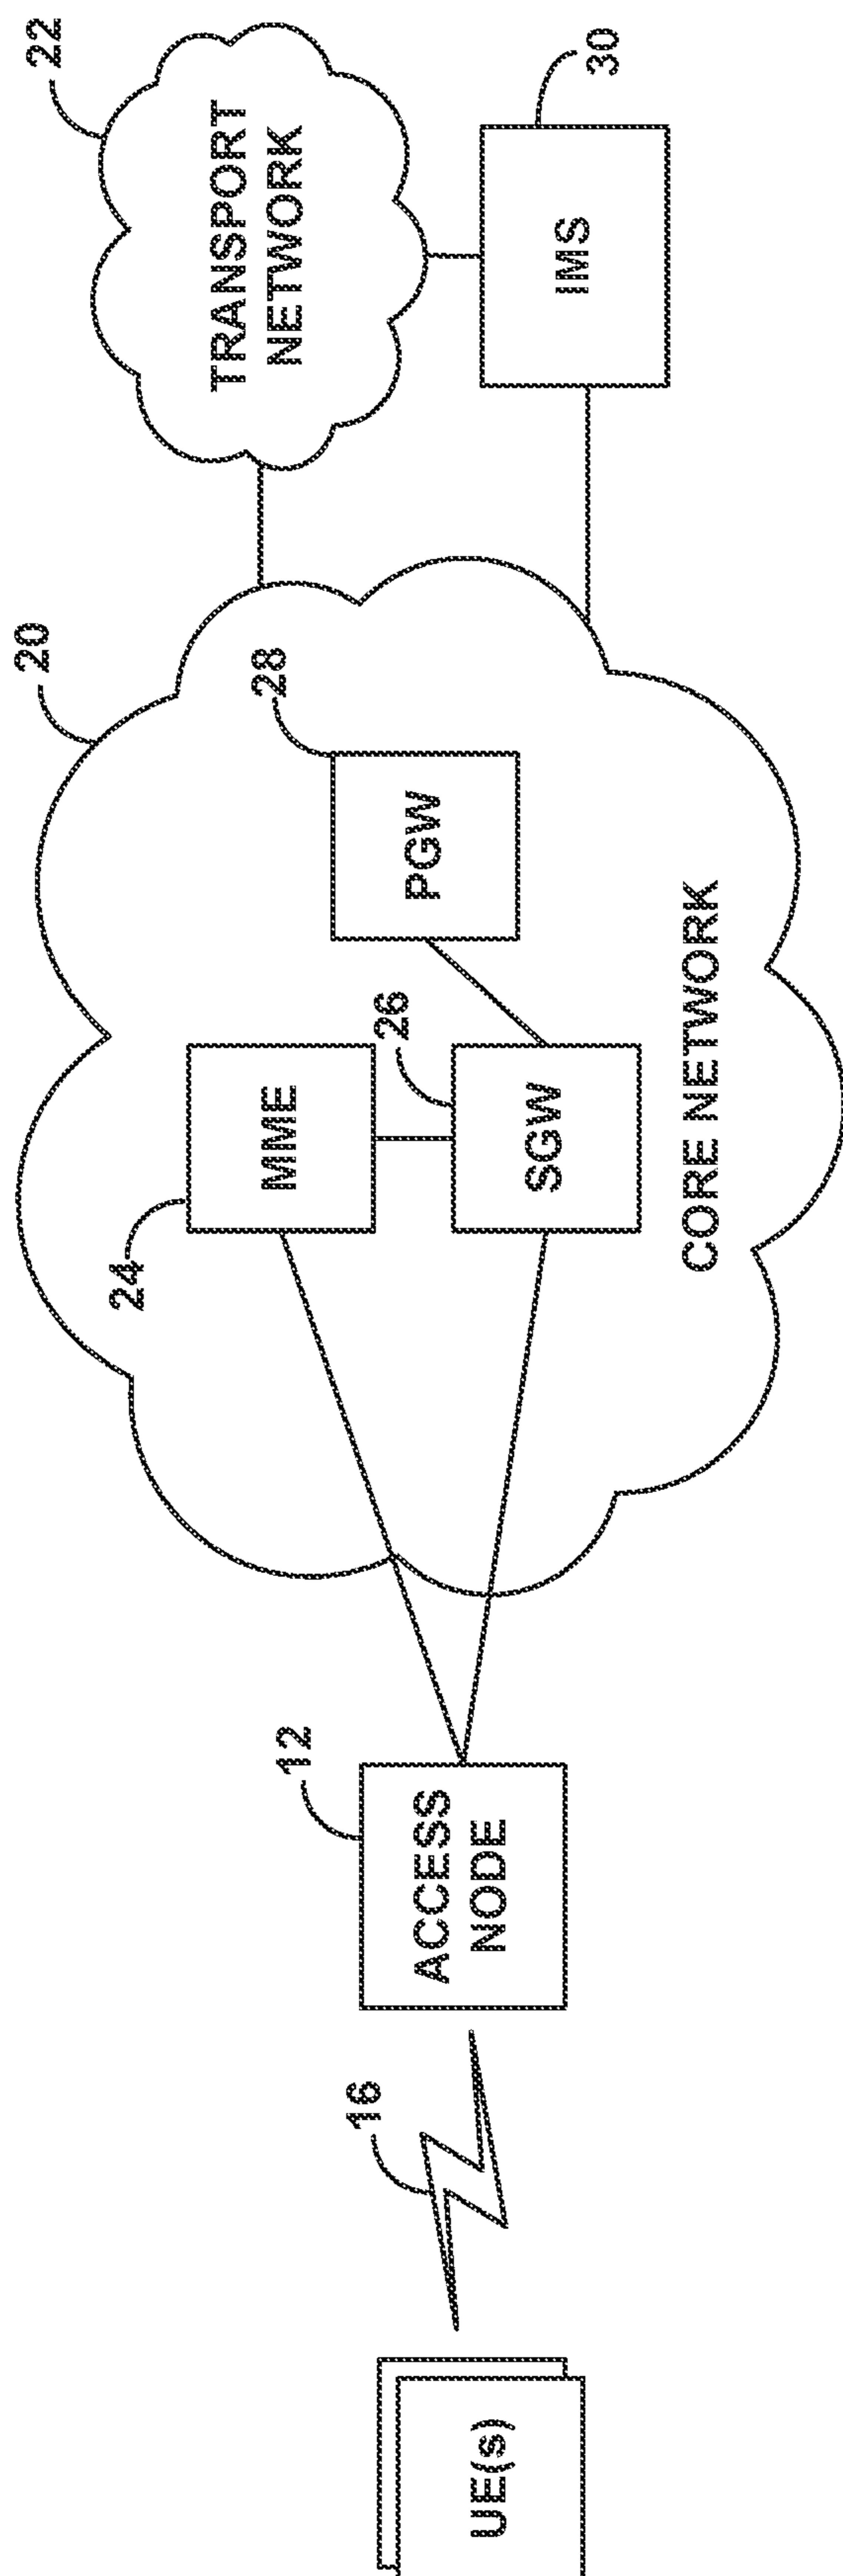 UE(s)
16
12
ACCESS
NODE
20
24
MME
26
SGW
28
PGW
CORE NETWORK
22
TRANSPORT
NETWORK
IMS
30